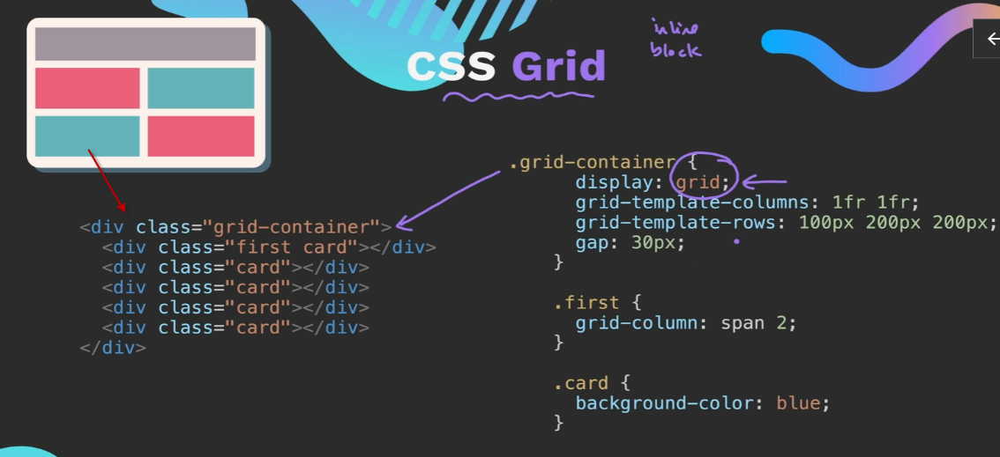 CSS Grid
inline
block
<div class="grid-container">
<div class="first card"></div>
<div class="card"></div>
<div class="card"></div>
<div class="card"></div>
<div class="card"></div>
</div>
.grid-container {
display: grid;
grid-template-columns: 1fr 1fr;
grid-template-rows: 100px 200px 200px;
gap: 30px;
}
.first {
grid-column: span 2;
}
.card {
background-color: blue;
}